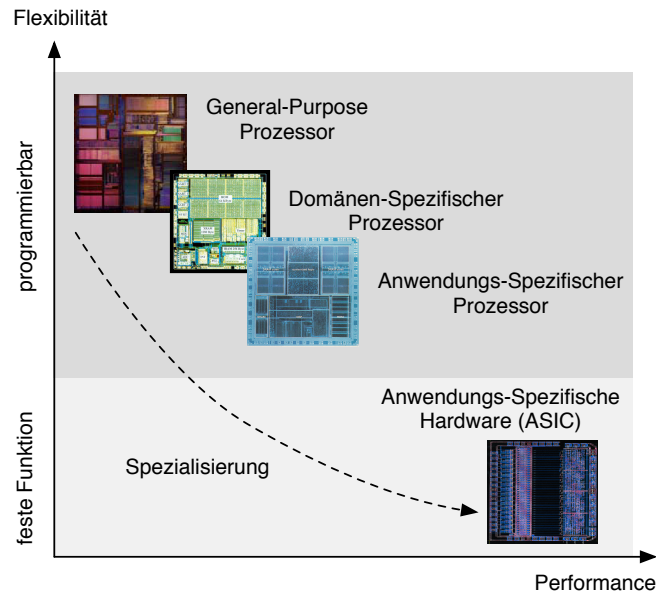 Flexibilität
programmierbar
General-Purpose
Prozessor
Domänen-Spezifischer
Prozessor
Anwendungs-Spezifischer
Prozessor
feste Funktion
Anwendungs-Spezifische
Hardware (ASIC)
Spezialisierung
Performance